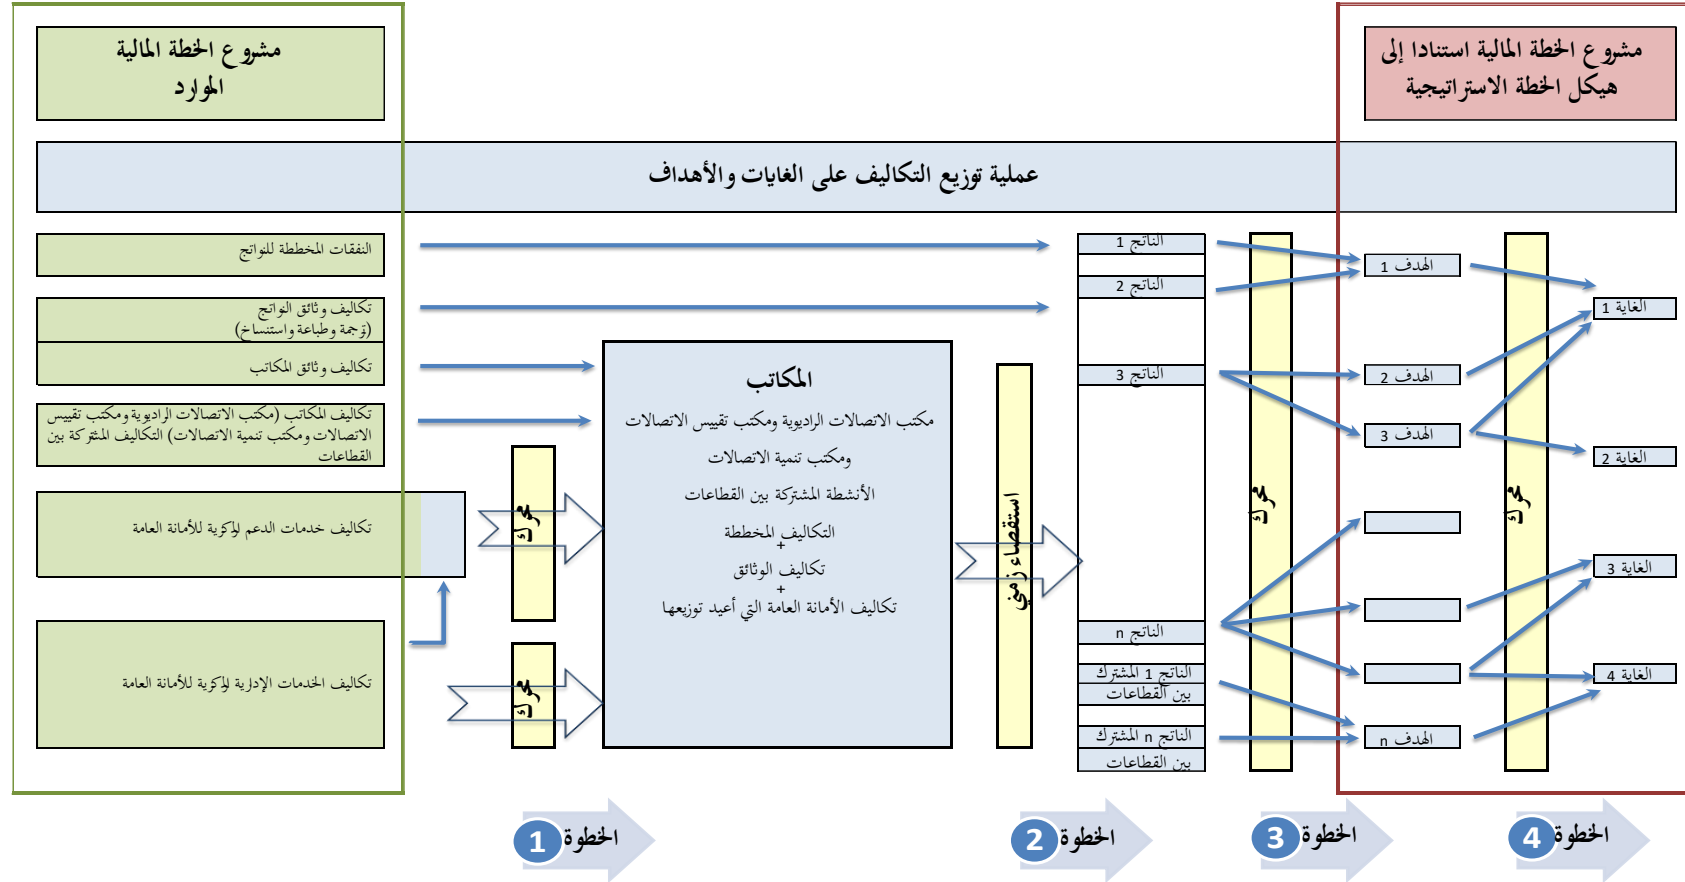 مشروع الخطة المالية
الموارد
مشروع الخطة المالية استنادا إلى
هيكل الخطة الاستراتيجية
عملية توزيع التكاليف على الغايات والأهداف
النفقات المخططة للنواتج
تكاليف وثائق النواتج
(ترجمة وطباعة واستنساخ)
تكاليف وثائق المكاتب
تكاليف المكاتب (مكتب الاتصالات الراديوية ومكتب تقييس
الاتصالات ومكتب تنمية الاتصالات) التكاليف المشتركة بين
القطاعات
تكاليف خدمات الدعم المركزية للأمانة العامة
تكاليف الخدمات الإدارية المركزية للأمانة العامة
محرك
محرك
المكاتب
مكتب الاتصالات الراديوية ومكتب تقييس الاتصالات
ومكتب تنمية الاتصالات
الأنشطة المشتركة بين القطاعات
التكاليف المخططة
+
تكاليف الوثائق
+
تكاليف الأمانة العامة التي أعيد توزيعها
استقصاء زمني
الناتج 1
الناتج 2
الناتج 3
الناتج n
الناتج 1 المشترك
بين القطاعات
الناتج n المشترك
بين القطاعات
محرك
الهدف 1
الهدف 2
الهدف 3
الهدف n
محرك
الغاية 1
الغاية 2
الغاية 3
الغاية 4
الخطوة 1
الخطوة 2
الخطوة 3
الخطوة 4